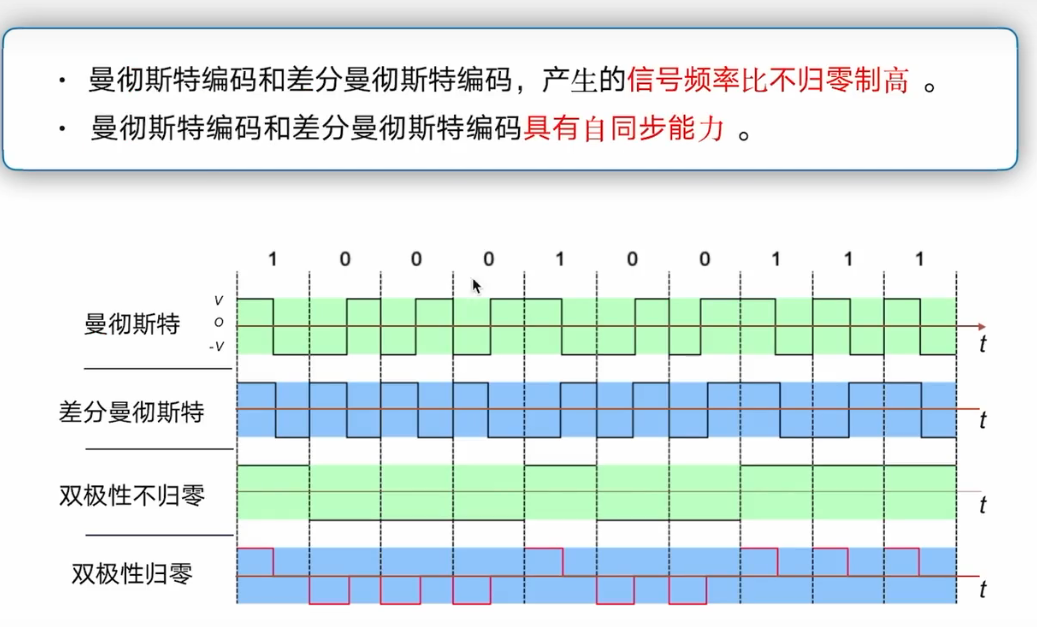 · 曼彻斯特编码和差分曼彻斯特编码，产生的信号频率比不归零制高 。
· 曼彻斯特编码和差分曼彻斯特编码具有自同步能力 。
1 0 0 0 1 0 0 1 1 1
V
曼彻斯特 O
-V
t
差分曼彻斯特 t
双极性不归零 t
双极性归零 t